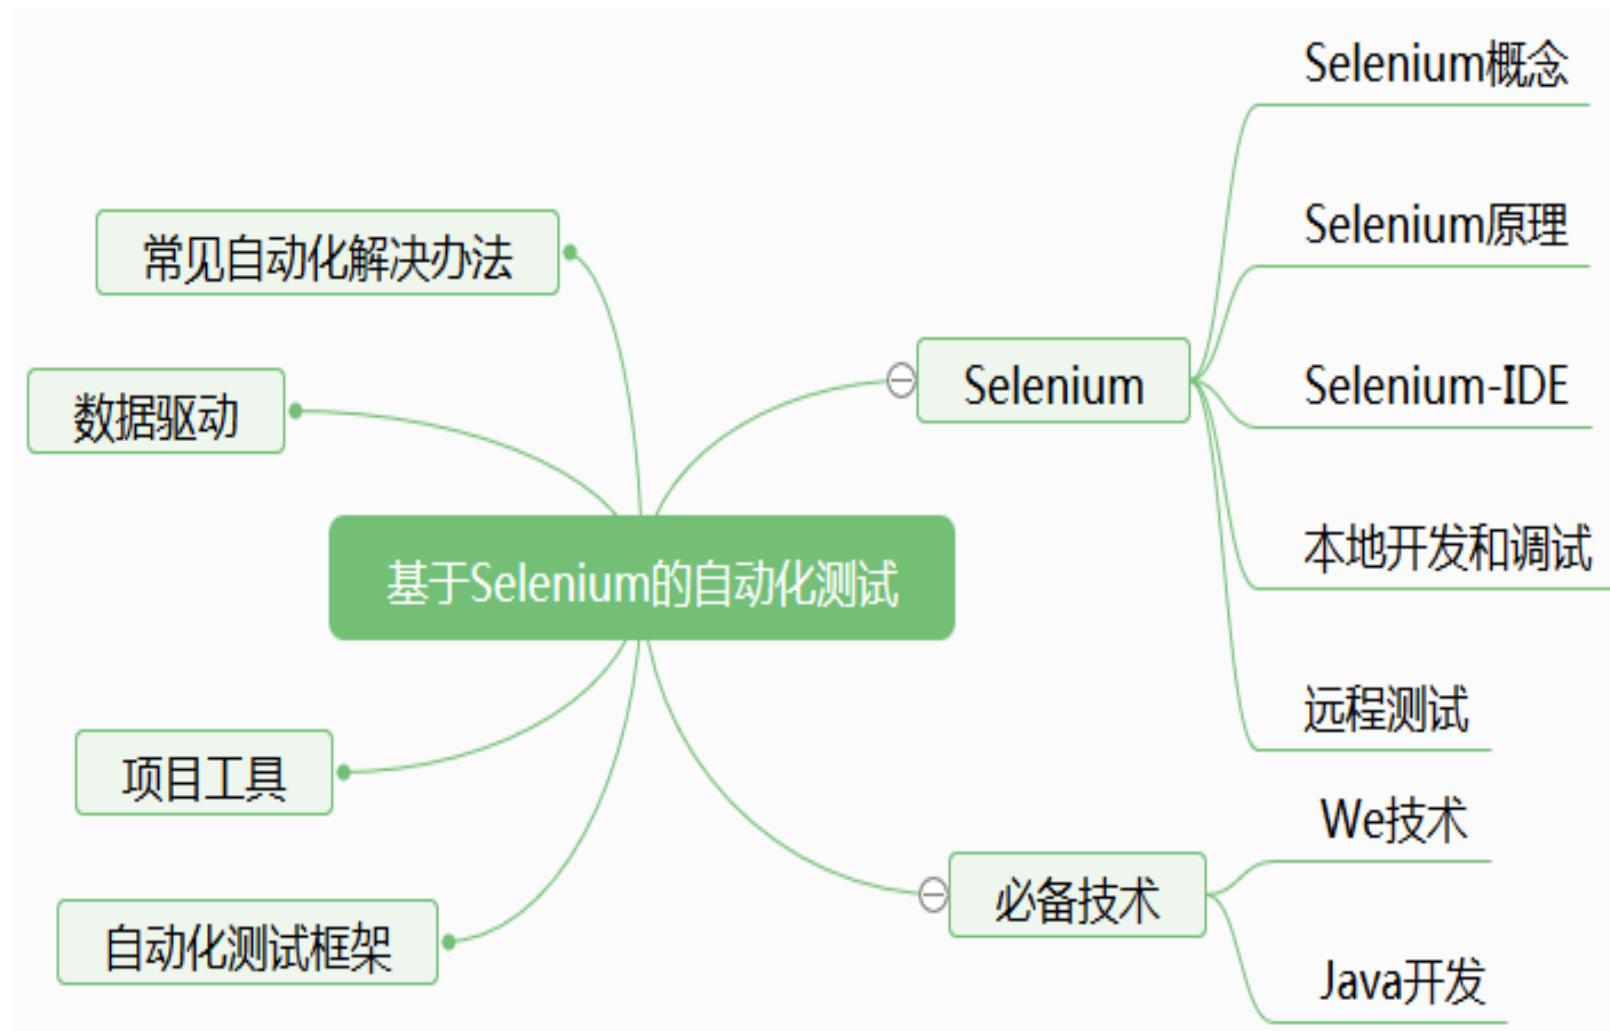 Selenium概念
Selenium原理
常见自动化解决办法
Selenium
Selenium-IDE
数据驱动
本地开发和调试
基于Selenium的自动化测试
远程测试
项目工具
We技术
必备技术
自动化测试框架
Java开发